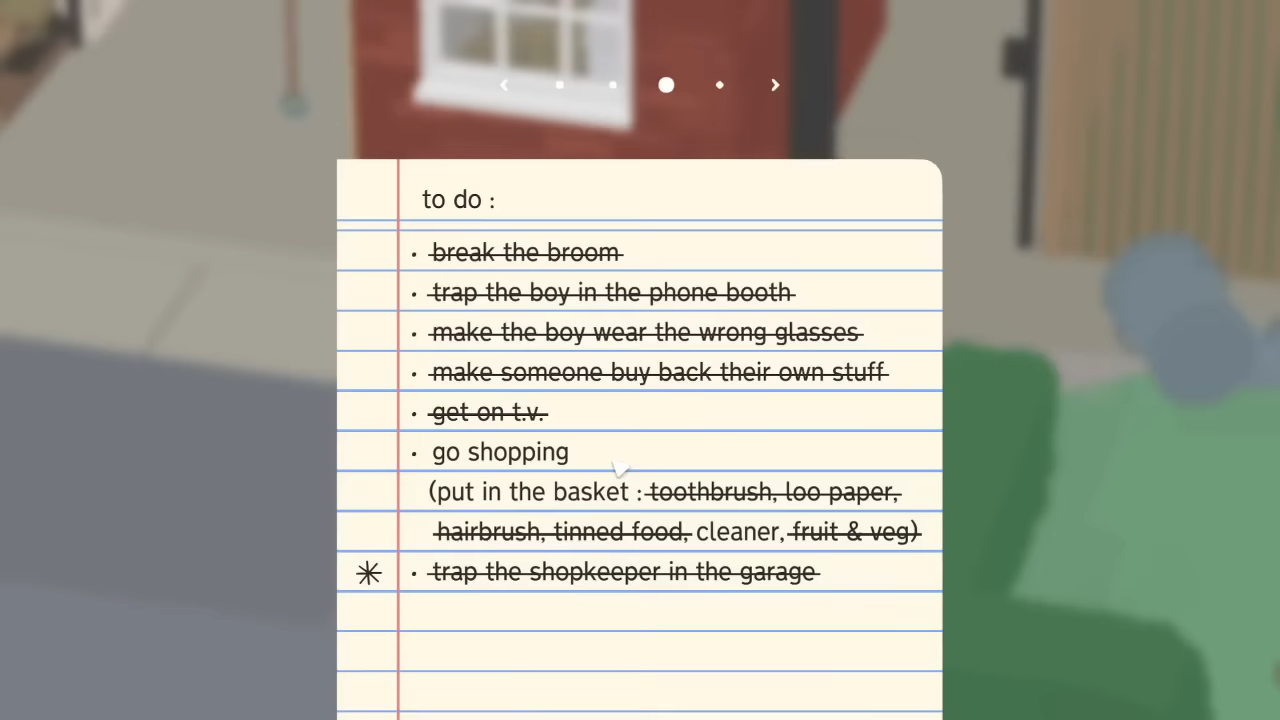 to do :
· break the broom
· trap the boy in the phone booth
· make the boy wear the wrong glasses
· make someone buy back their own stuff
· get on t.v.
· go shopping
(put in the basket : toothbrush, loo paper,
hairbrush, tinned food, cleaner, fruit & veg)
· trap the shopkeeper in the garage